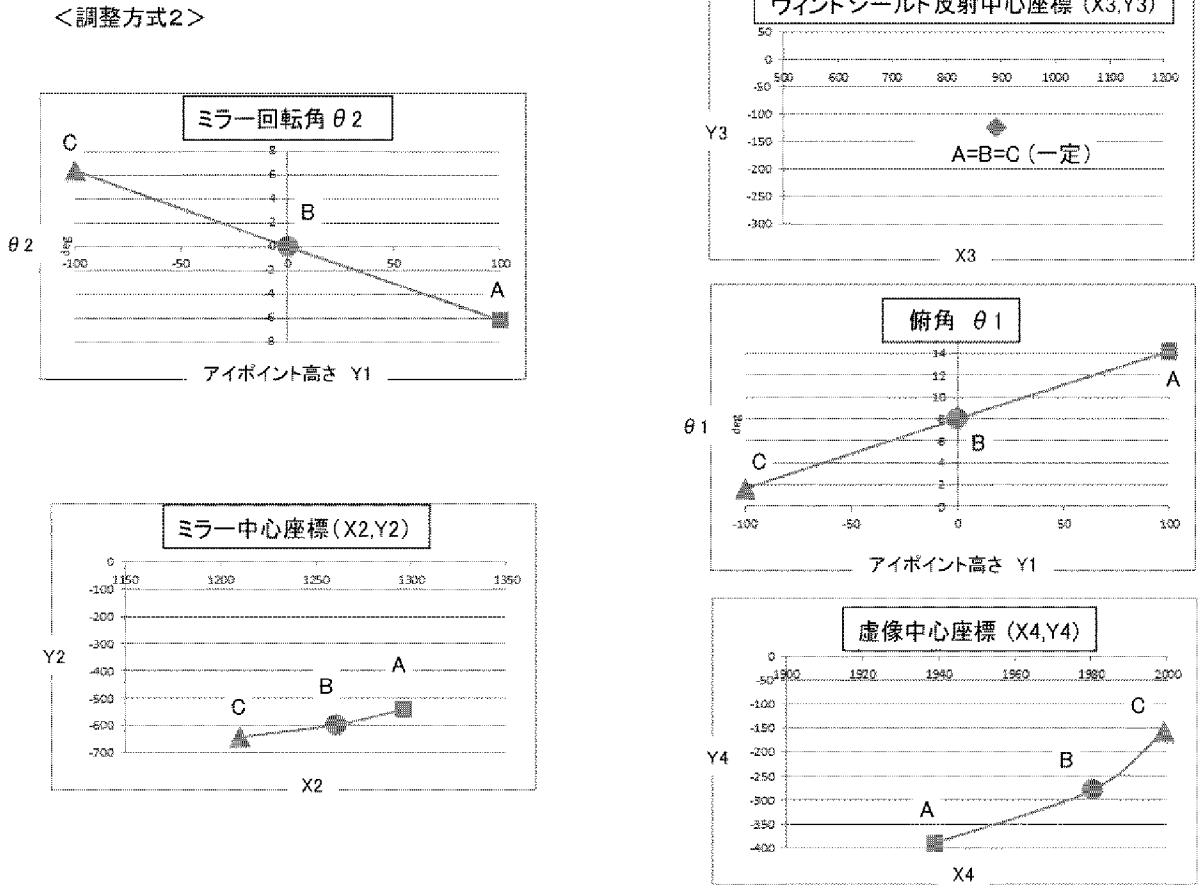 ＜調整方式2＞
ミラー回転角θ2
C
8
6
4
2
0
-2
-4
-6
8
B
A
θ2
deg
-100
-50
0
50
100
アイポイント高さ Y1
ミラー中心座標(X2,Y2)
0
-100
-200
-300
-400
-500
-600
-700
1150
1200
1250
1300
1350
Y2
C
B
A
X2
ウィンドシールド反射中心座標 (X3,Y3)
50
0
-50
-100
-150
-200
-250
-300
500
600
700
800
900
1000
1100
1200
Y3
A=B=C (一定)
X3
俯角 θ1
14
12
10
8
6
4
2
0
θ1
deg
A
B
C
-100
-50
0
50
100
アイポイント高さ Y1
虚像中心座標 (X4,Y4)
0
-50
-100
-150
-200
-250
-300
-350
-400
1900
1920
1940
1960
1980
2000
Y4
C
B
A
X4